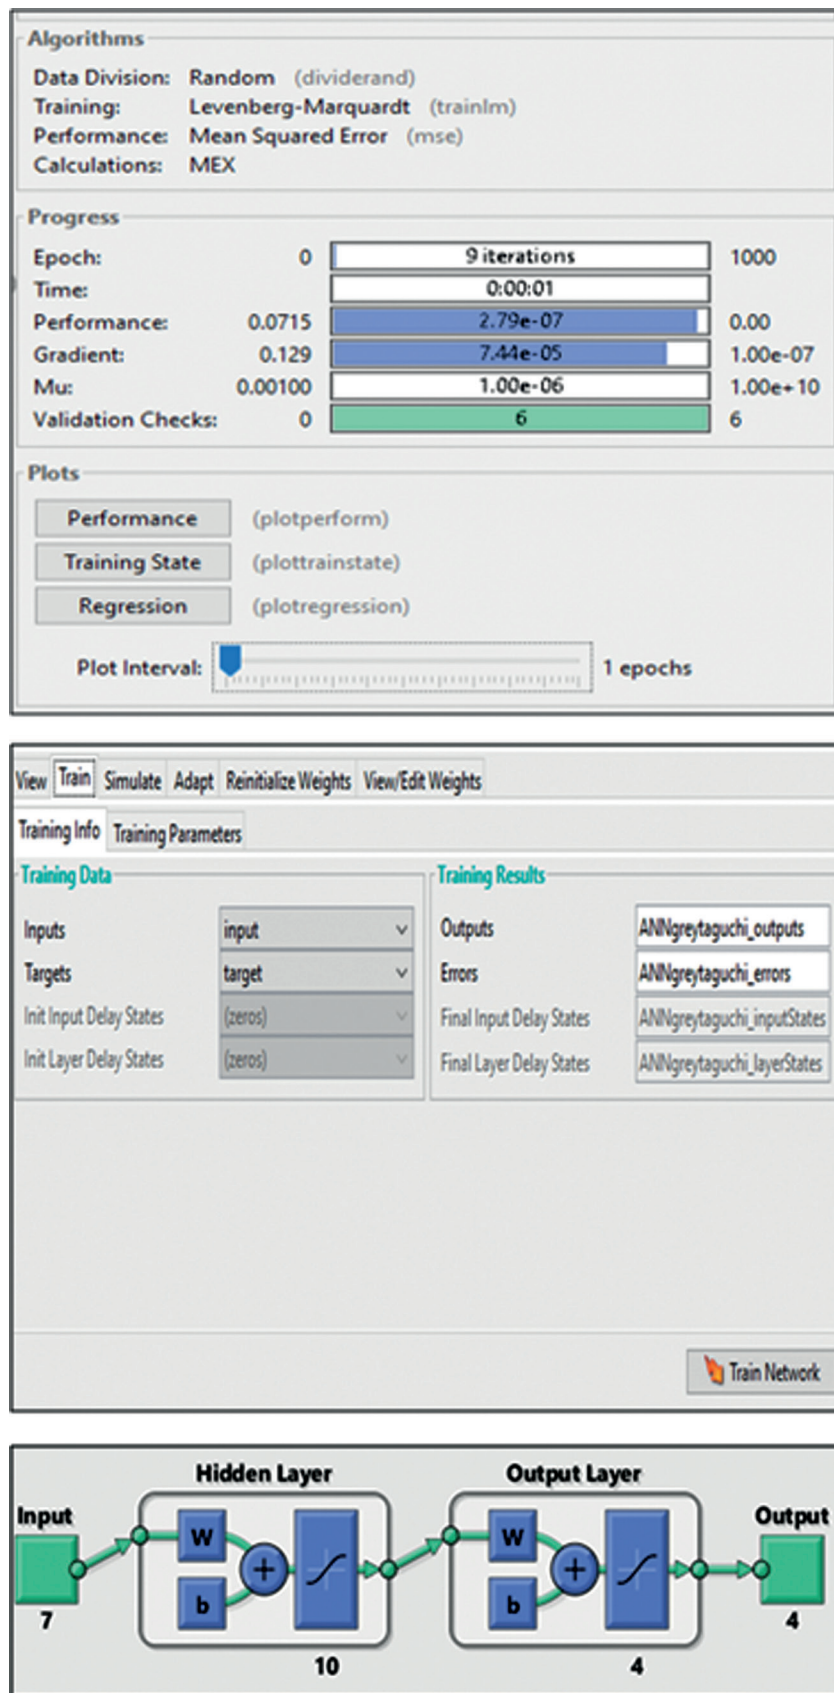 Algorithms
Data Division: Random (dividerand)
Training: Levenberg-Marquardt (trainlm)
Performance: Mean Squared Error (mse)
Calculations: MEX
Progress
Epoch: 0 9 iterations 1000
Time: 0:00:01
Performance: 0.0715 2.79e-07 0.00
Gradient: 0.129 7.44e-05 1.00e-07
Mu: 0.00100 1.00e-06 1.00e+10
Validation Checks: 0 6 6
Plots
Performance (plotperform)
Training State (plottrainstate)
Regression (plotregression)
Plot Interval: 1 epochs
View Train Simulate Adapt Reinitialize Weights View/Edit Weights
Training Info Training Parameters
Training Data Training Results
Inputs input Outputs ANNgreytaguchi_outputs
Targets target Errors ANNgreytaguchi_errors
Init Input Delay States (zeros) Final Input Delay States ANNgreytaguchi_inputStates
Init Layer Delay States (zeros) Final Layer Delay States ANNgreytaguchi_layerStates
Train Network
Hidden Layer Output Layer
Input Output
W W
+ +
b b
7 4
10 4